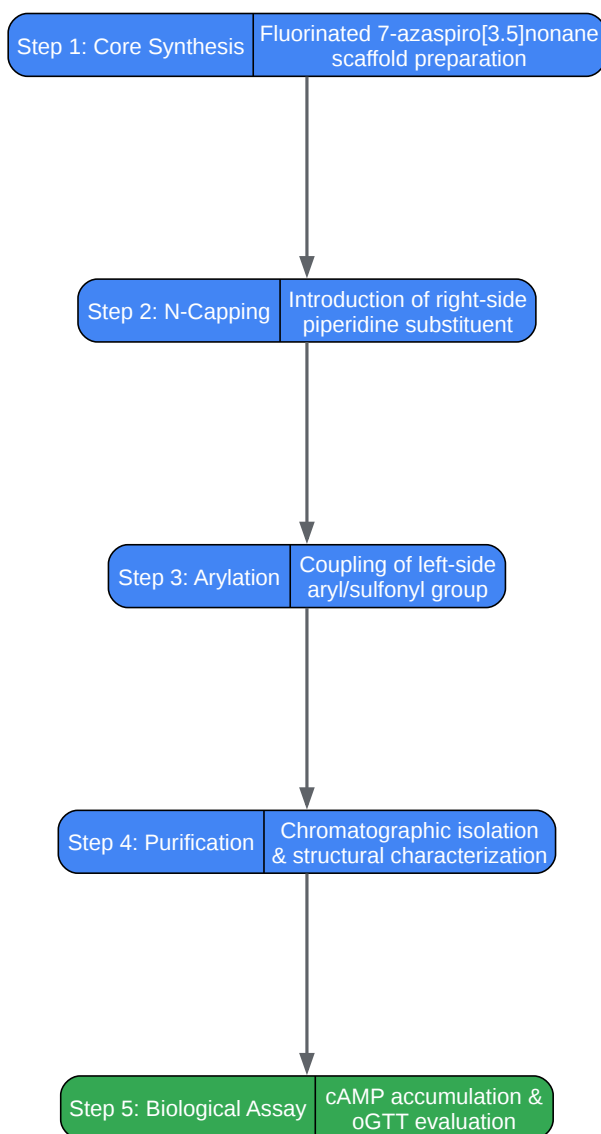 Step 1: Core Synthesis
Fluorinated 7-azaspiro[3.5]nonane
scaffold preparation
Step 2: N-Capping
Introduction of right-side
piperidine substituent
Step 3: Arylation
Coupling of left-side
aryl/sulfonyl group
Step 4: Purification
Chromatographic isolation
& structural characterization
Step 5: Biological Assay
cAMP accumulation &
oGTT evaluation